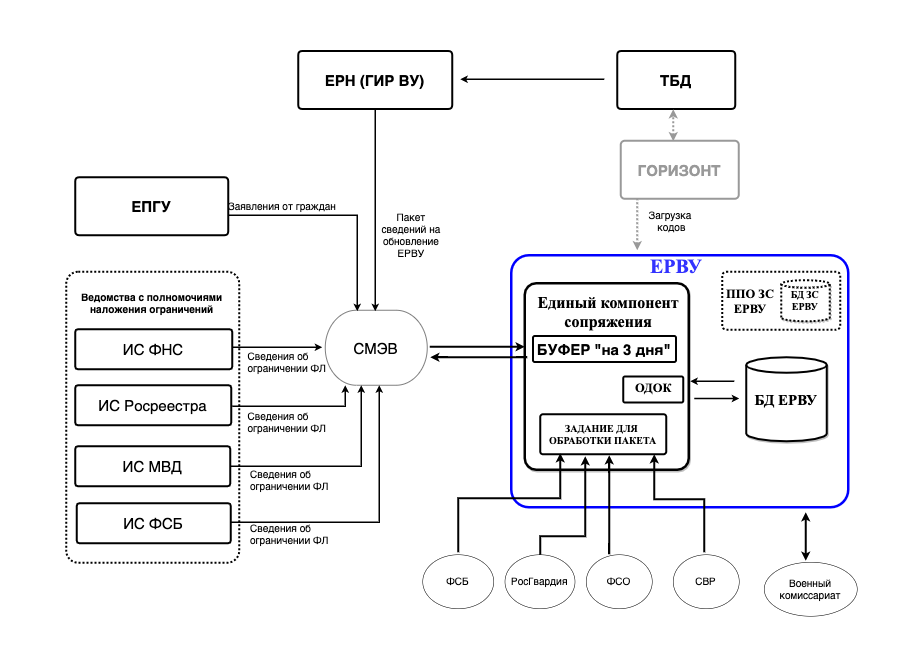 ЕРН (ГИР ВУ)
ТБД
ГОРИЗОНТ
ЕПГУ
Заявления от граждан
Пакет
сведений на
обновление
ЕРВУ
Загрузка
кодов
Ведомства с полномочиями
наложения ограничений
ИС ФНС
Сведения об
ограничении ФЛ
ИС Росреестра
Сведения об
ограничении ФЛ
ИС МВД
Сведения об
ограничении ФЛ
ИС ФСБ
Сведения об
ограничении ФЛ
СМЭВ
ЕРВУ
Единый компонент
сопряжения
БУФЕР "на 3 дня"
ОДОК
ЗАДАНИЕ ДЛЯ
ОБРАБОТКИ ПАКЕТА
ППО ЗС
ЕРВУ
БД ЗС
ЕРВУ
БД ЕРВУ
ФСБ
РосГвардия
ФСО
СВР
Военный
комиссариат